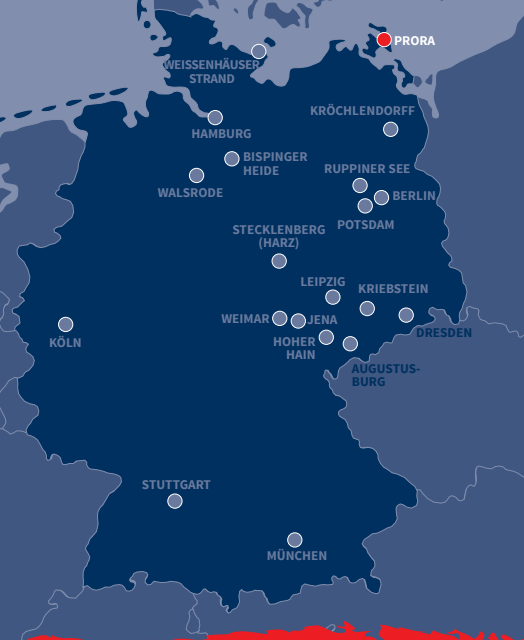 PRORA
WEISSENHÄUSER
STRAND
KRÖCHLENDORFF
HAMBURG
BISPINGER
HEIDE
RUPPINER SEE
WALSRODE
BERLIN
POTSDAM
STECKLENBERG
(HARZ)
LEIPZIG
KRIEBSTEIN
WEIMAR
JENA
DRESDEN
HOHER
HAIN
AUGUSTUS-
BURG
KÖLN
STUTTGART
MÜNCHEN